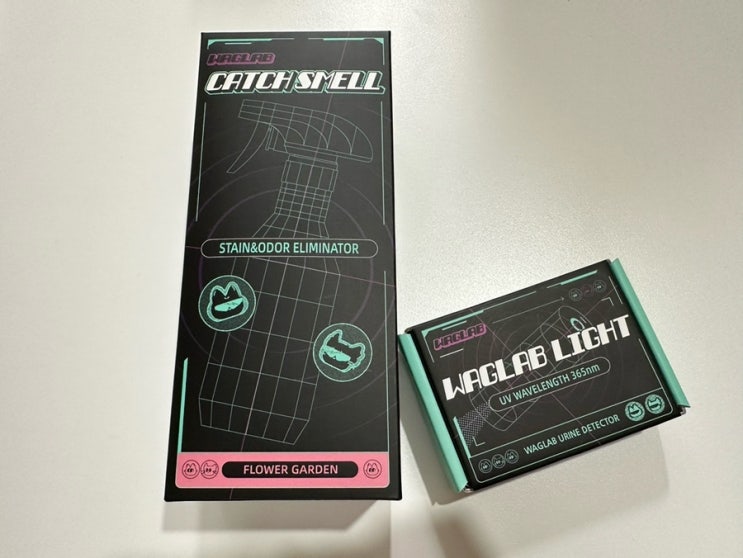 WAGLAB
CATCH SMELL
STAIN&ODOR ELIMINATOR
FLOWER GARDEN
WAGLAB
WAGLAB LIGHT
UV WAVELENGTH 365nm
WAGLAB URINE DETECTOR